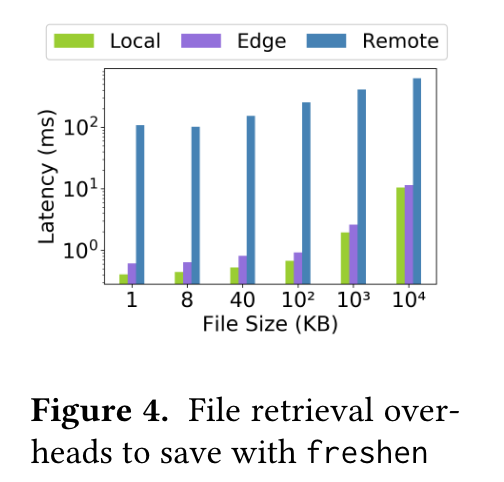 Local Edge Remote
Latency (ms)
10²
10¹
10⁰
1 8 40 10² 10³ 10⁴
File Size (KB)
Figure 4. File retrieval over-
heads to save with freshen